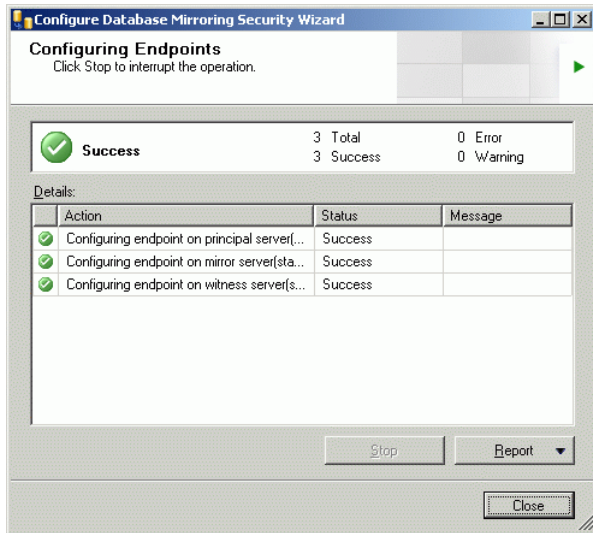 Configure Database Mirroring Security Wizard
Configuring Endpoints
Click Stop to interrupt the operation.
Success 3 Total 0 Error
3 Success 0 Warning
Details:
Action Status Message
Configuring endpoint on principal server(... Success
Configuring endpoint on mirror server(sta... Success
Configuring endpoint on witness server(s... Success
Stop Report
Close